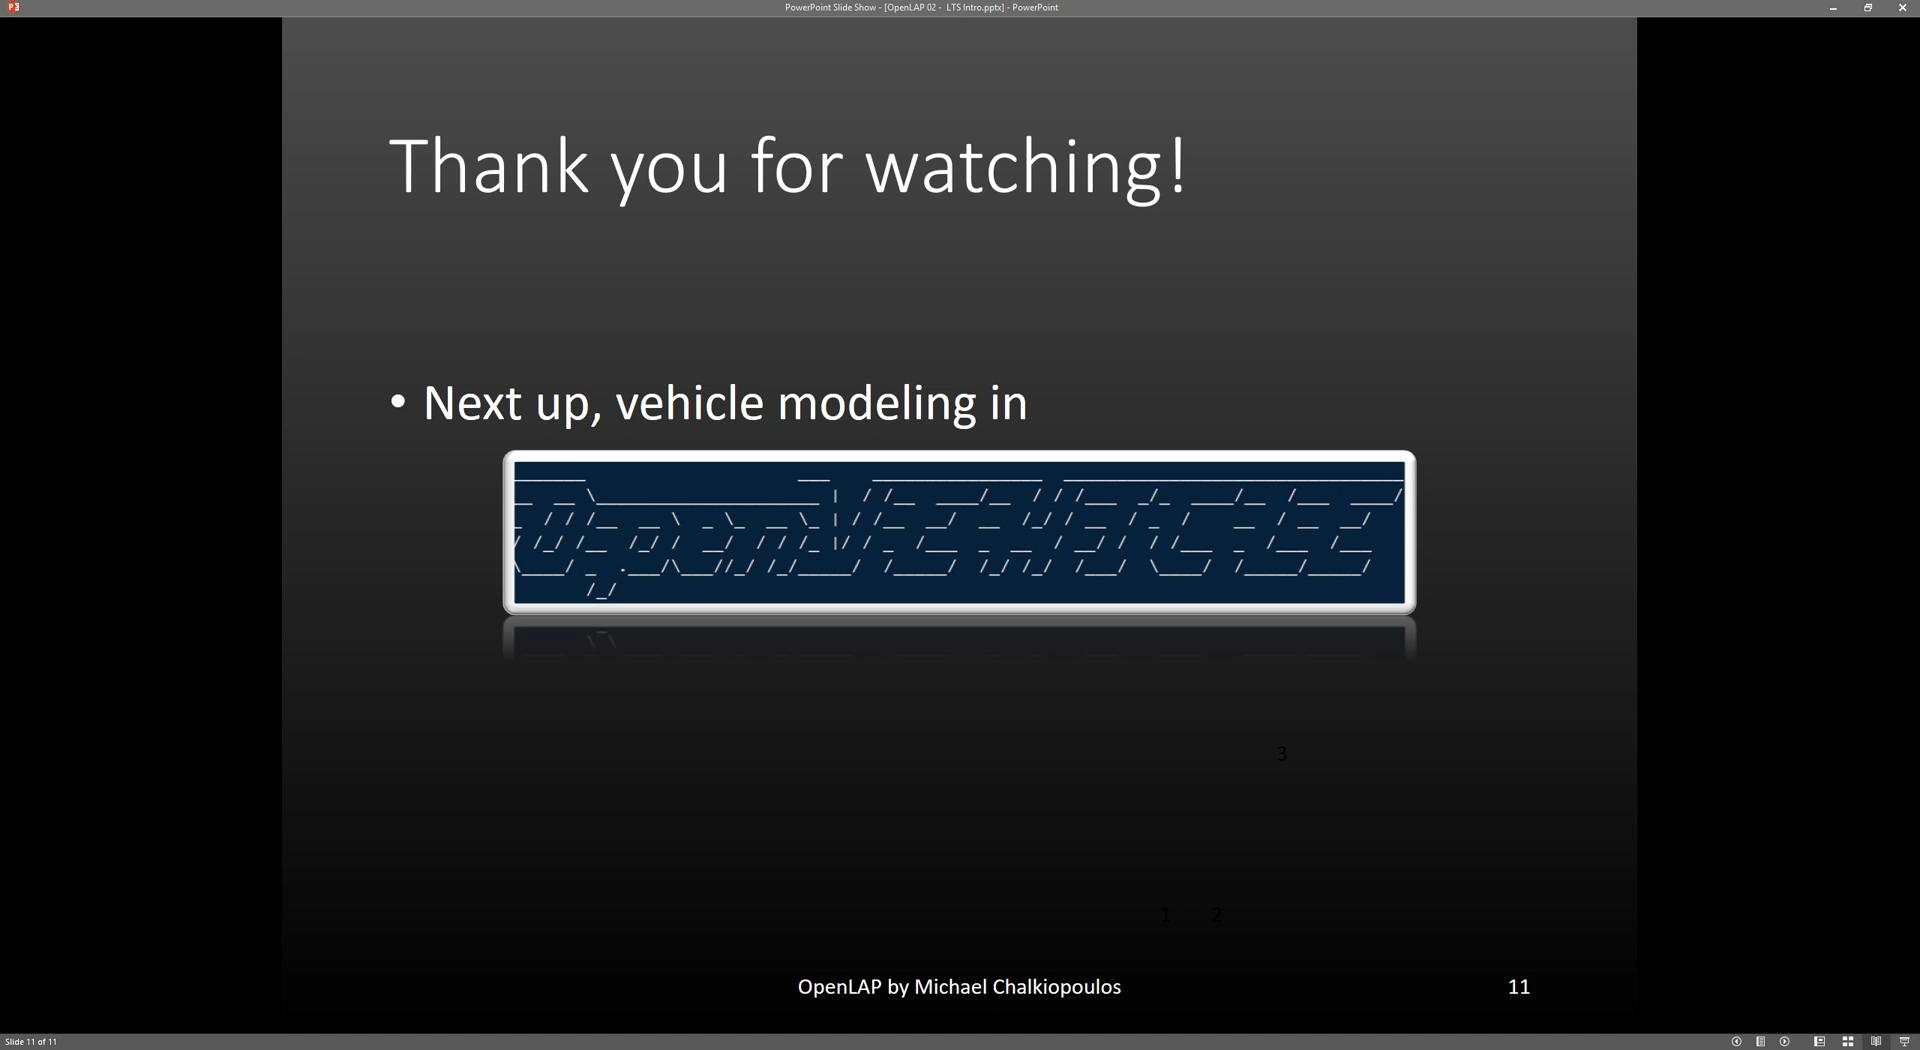 PowerPoint Slide Show - [OpenLAP 02 -  LTS Intro.pptx] - PowerPoint
Thank you for watching!
• Next up, vehicle modeling in
OpenVEHICLE
3
1 2
OpenLAP by Michael Chalkiopoulos
11
Slide 11 of 11